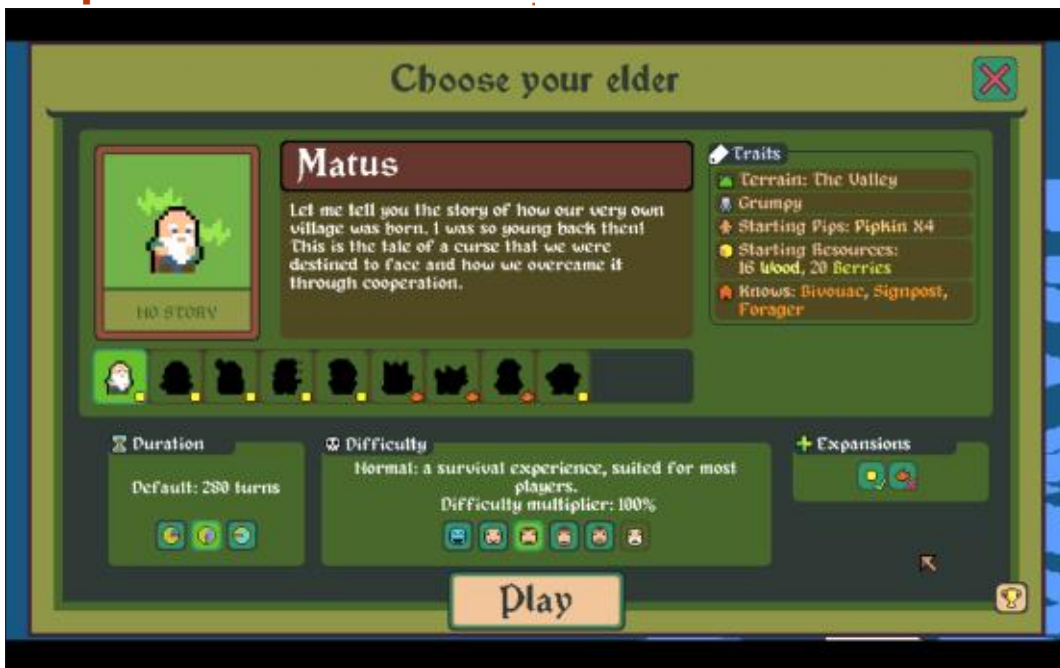 Choose your elder
Matus
Let me tell you the story of how our very own
village was born. I was so young back then!
This is the tale of a curse that we were
destined to face and how we overcame it
through cooperation.
NO STORY
Traits
Terrain: The Valley
Grumpy
Starting Pips: Pipkin X4
Starting Resources:
16 Wood, 20 Berries
Knows: Bivouac, Signpost,
Forager
Duration
Default: 280 turns
Difficulty
Normal: a survival experience, suited for most
players.
Difficulty multiplier: 100%
Expansions
Play